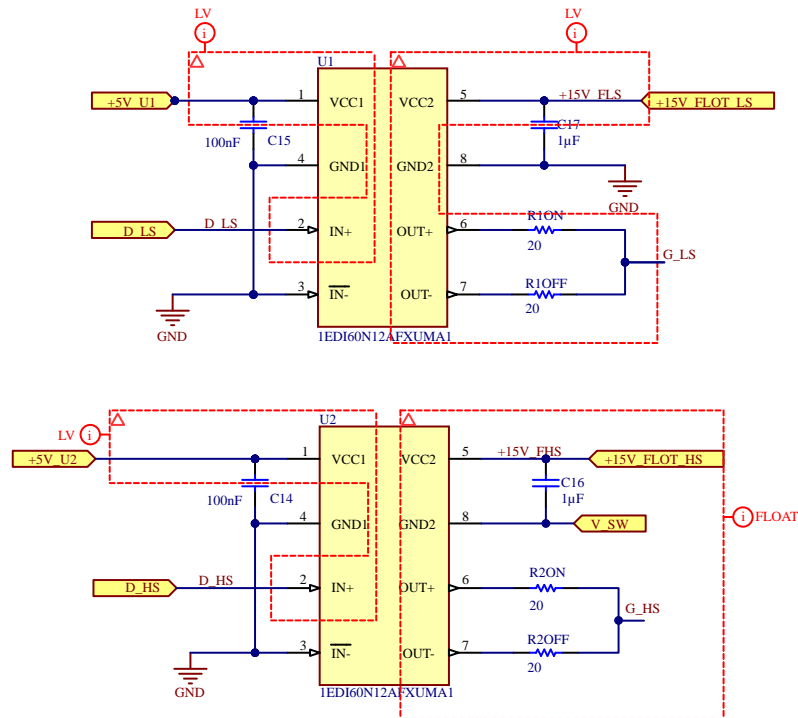 LV
i
LV
i
U1
+5V_U1
1
VCC1
VCC2
5
+15V_FLS
+15V_FLOT_LS
100nF
C15
C17
1µF
4
GND1
GND2
8
GND
D_LS
D_LS
2
IN+
OUT+
6
R1ON
20
G_LS
3
IN-
OUT-
7
R1OFF
20
GND
1EDI60N12AFXUMA1
U2
LV
i
+5V_U2
1
VCC1
VCC2
5
+15V_FHS
+15V_FLOT_HS
100nF
C14
C16
1µF
4
GND1
GND2
8
V_SW
i
FLOAT
D_HS
D_HS
2
IN+
OUT+
6
R2ON
20
G_HS
3
IN-
OUT-
7
R2OFF
20
GND
1EDI60N12AFXUMA1